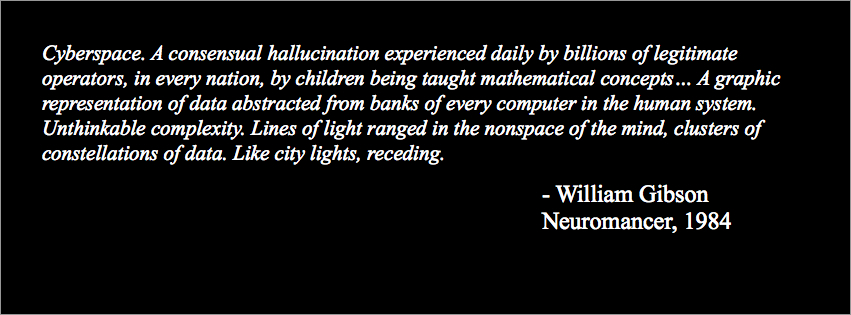 Cyberspace. A consensual hallucination experienced daily by billions of legitimate
operators, in every nation, by children being taught mathematical concepts… A graphic
representation of data abstracted from banks of every computer in the human system.
Unthinkable complexity. Lines of light ranged in the nonspace of the mind, clusters of
constellations of data. Like city lights, receding.
- William Gibson
Neuromancer, 1984